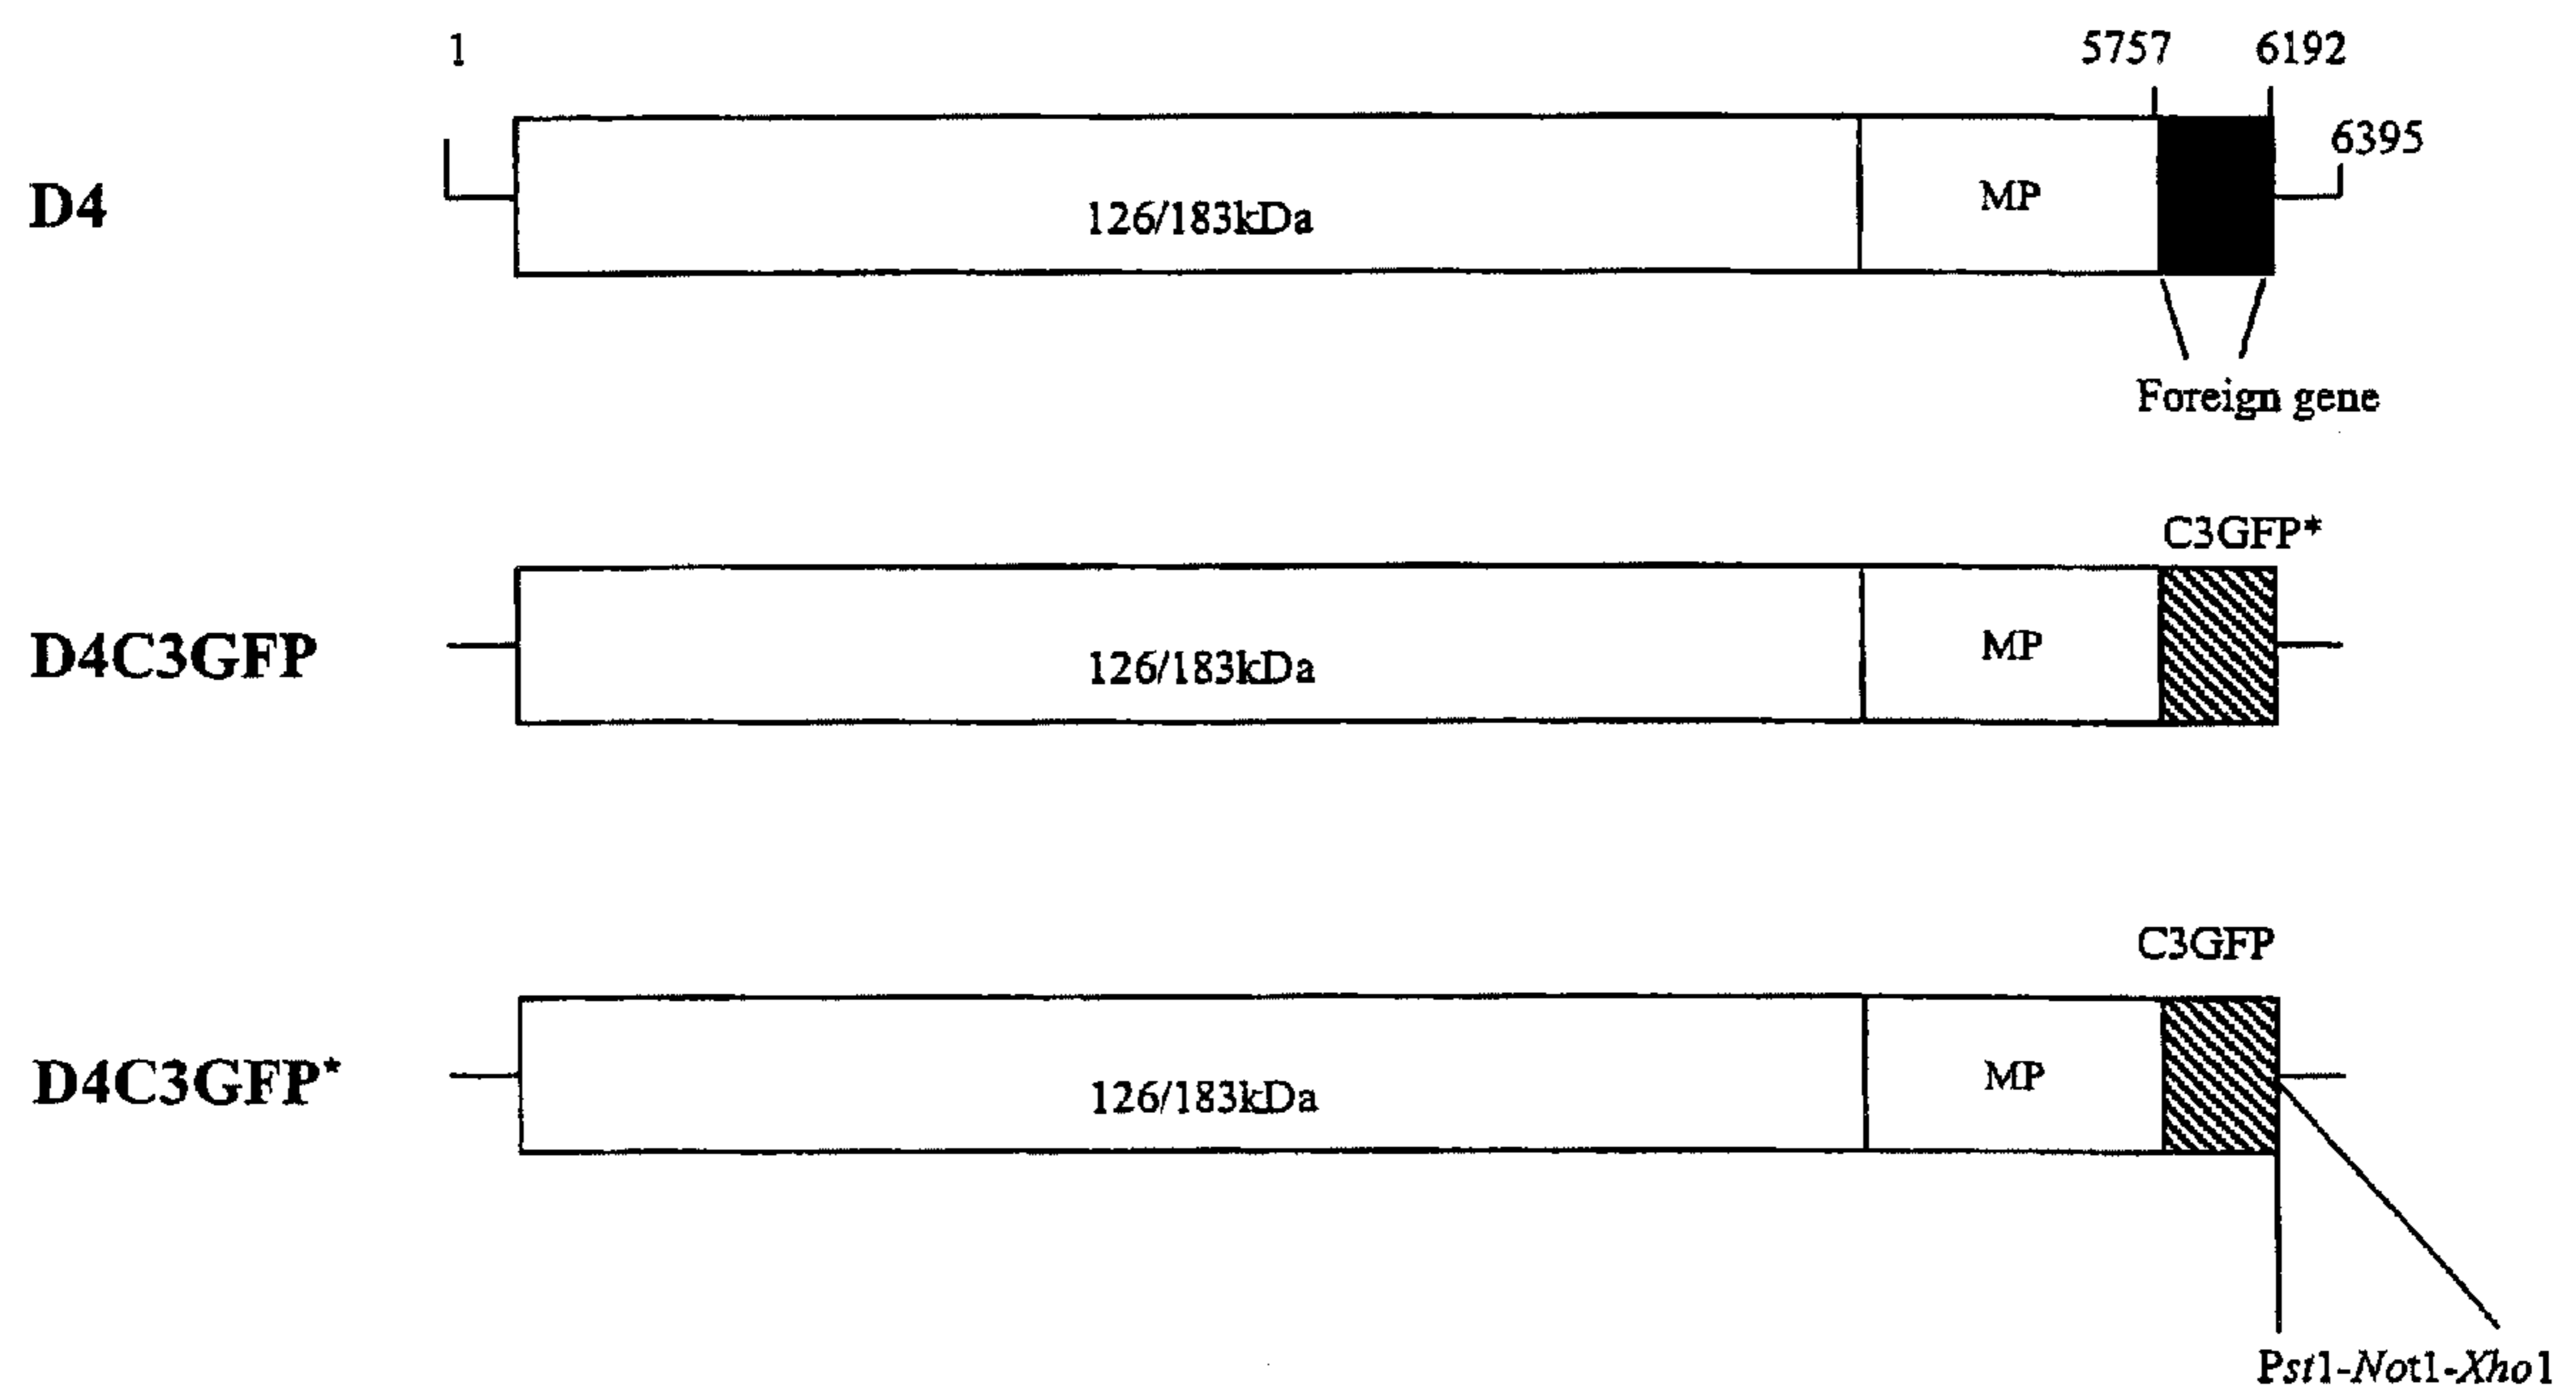 1 5757 6192
6395
D4 126/183kDa MP
Foreign gene
C3GFP*
D4C3GFP 126/183kDa MP
C3GFP
D4C3GFP* 126/183kDa MP
Pst1-Not1-Xho1